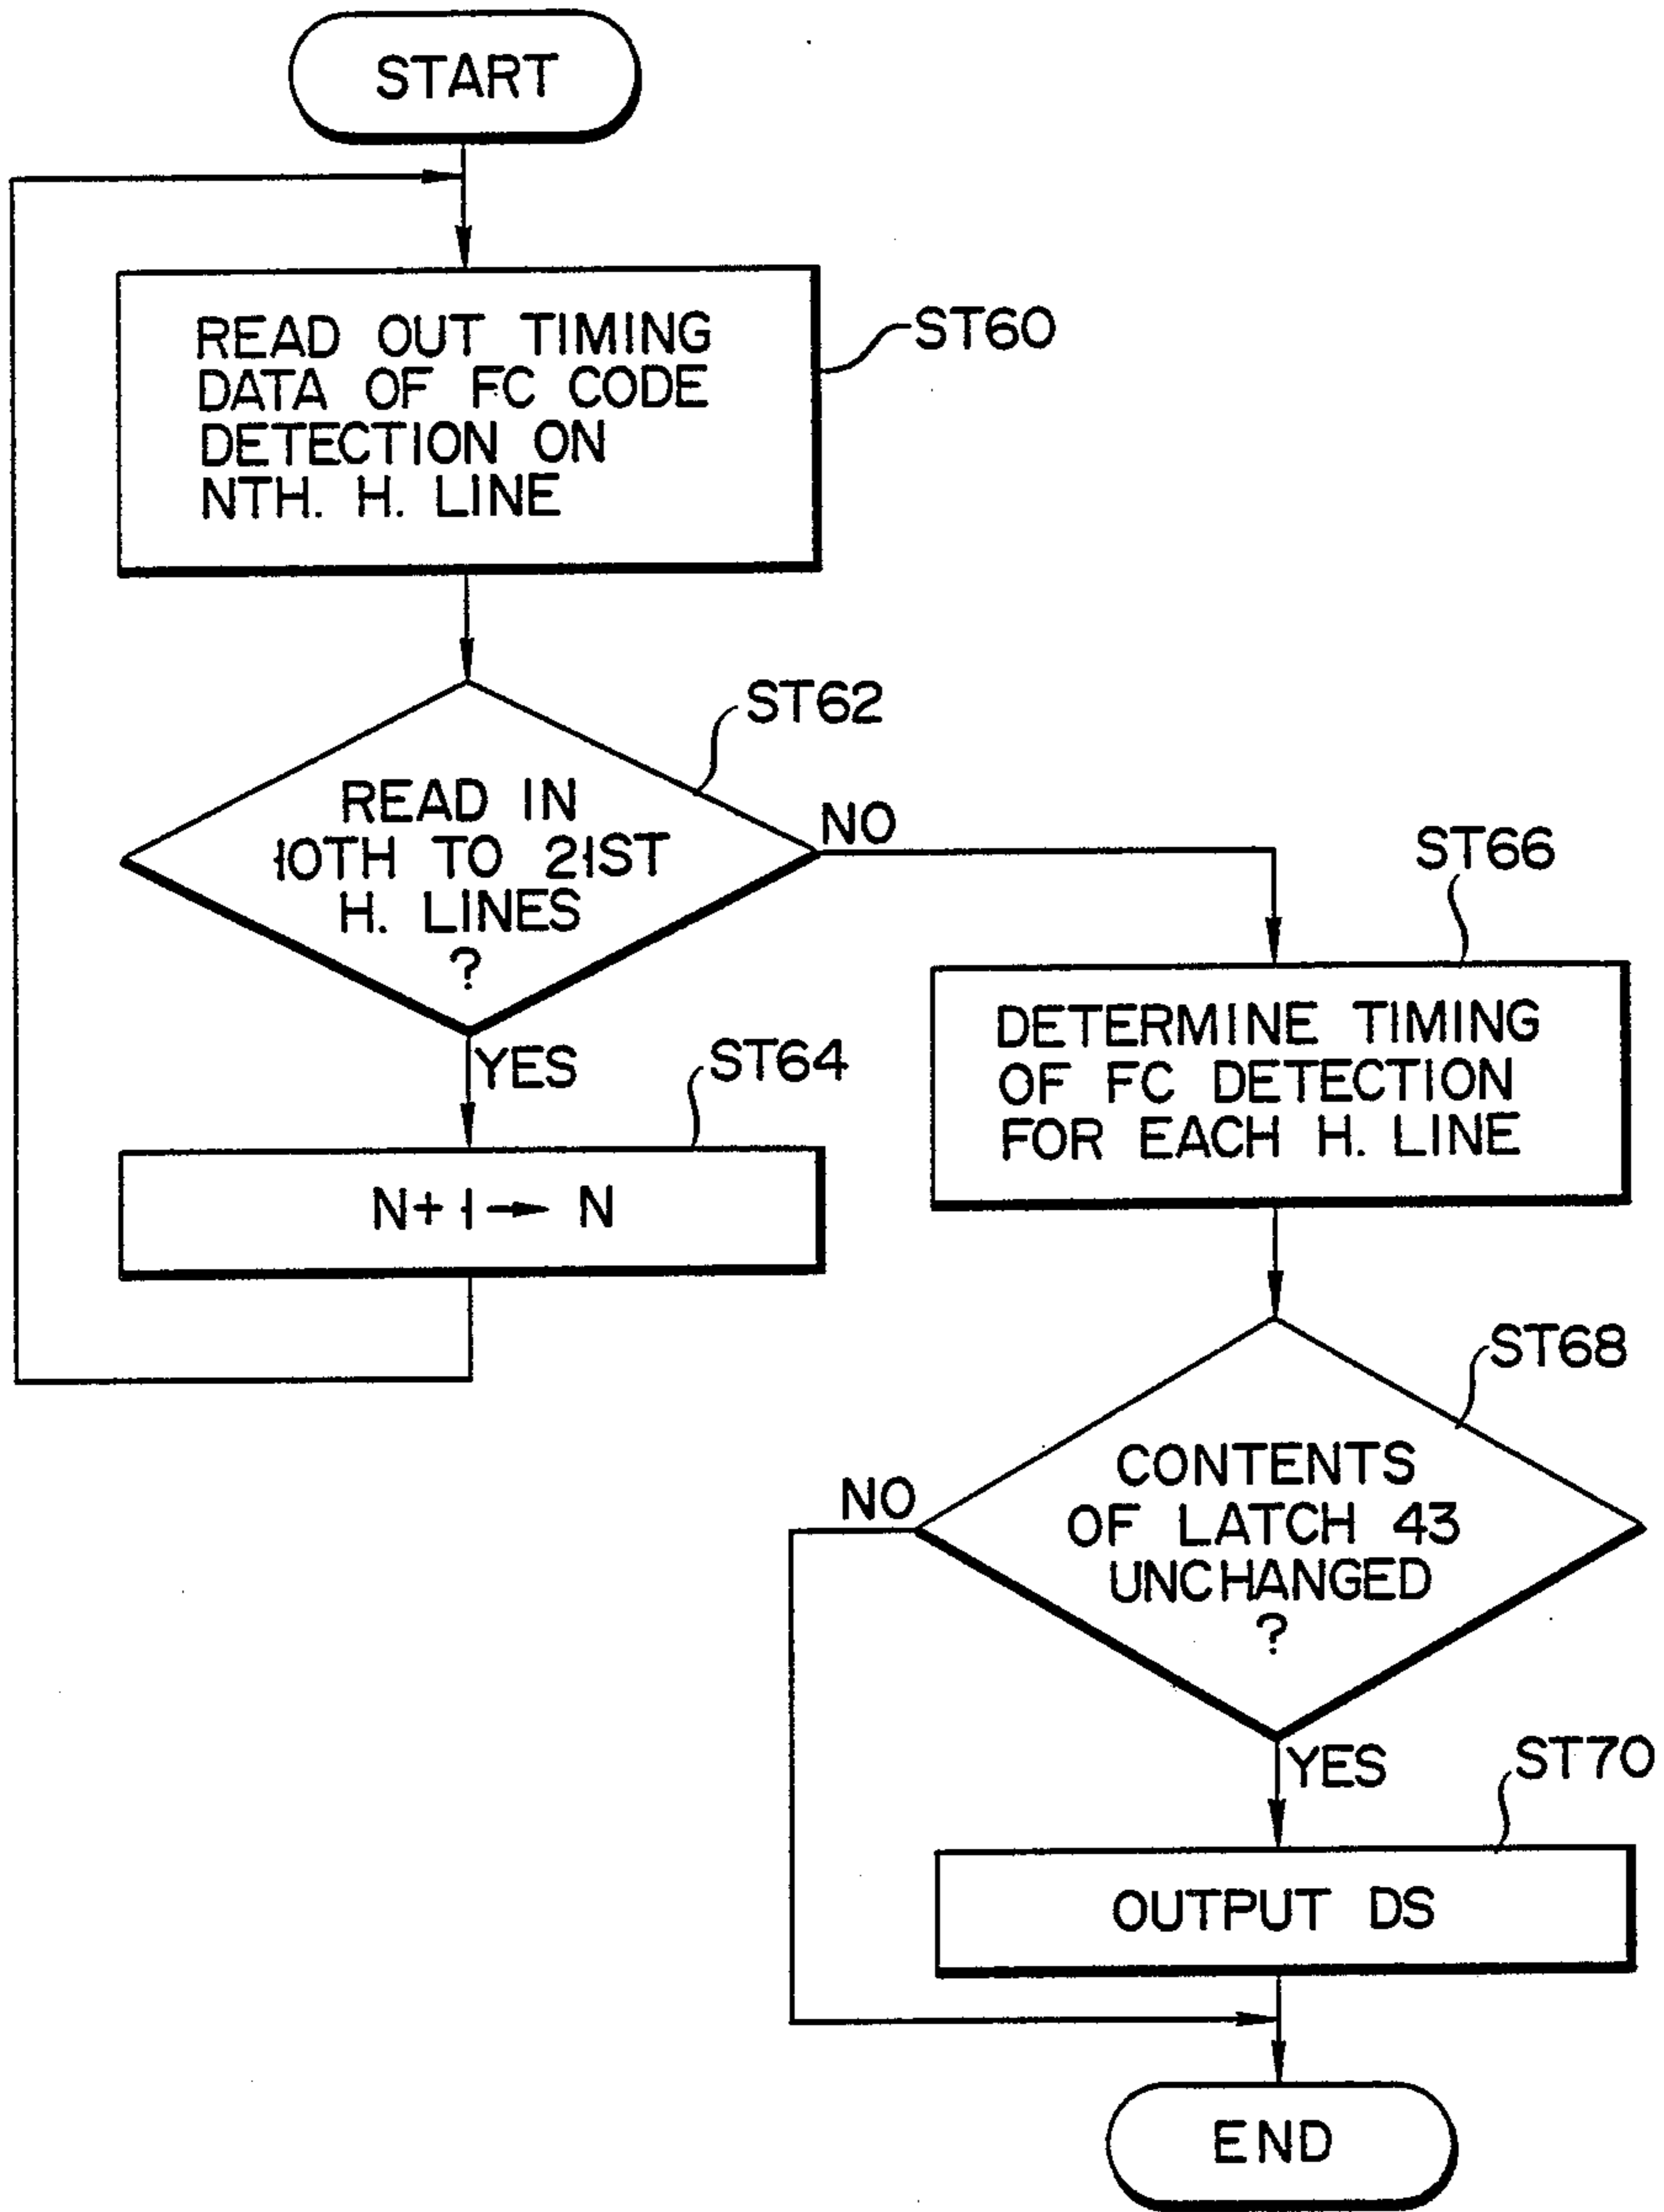 START
READ OUT TIMING
DATA OF FC CODE
DETECTION ON
NTH. H. LINE
ST60
READ IN
10TH TO 21ST
H. LINES
?
ST62
NO
YES
ST64
N+1→ N
ST66
DETERMINE TIMING
OF FC DETECTION
FOR EACH H. LINE
ST68
CONTENTS
OF LATCH 43
UNCHANGED
?
NO
YES
ST70
OUTPUT DS
END